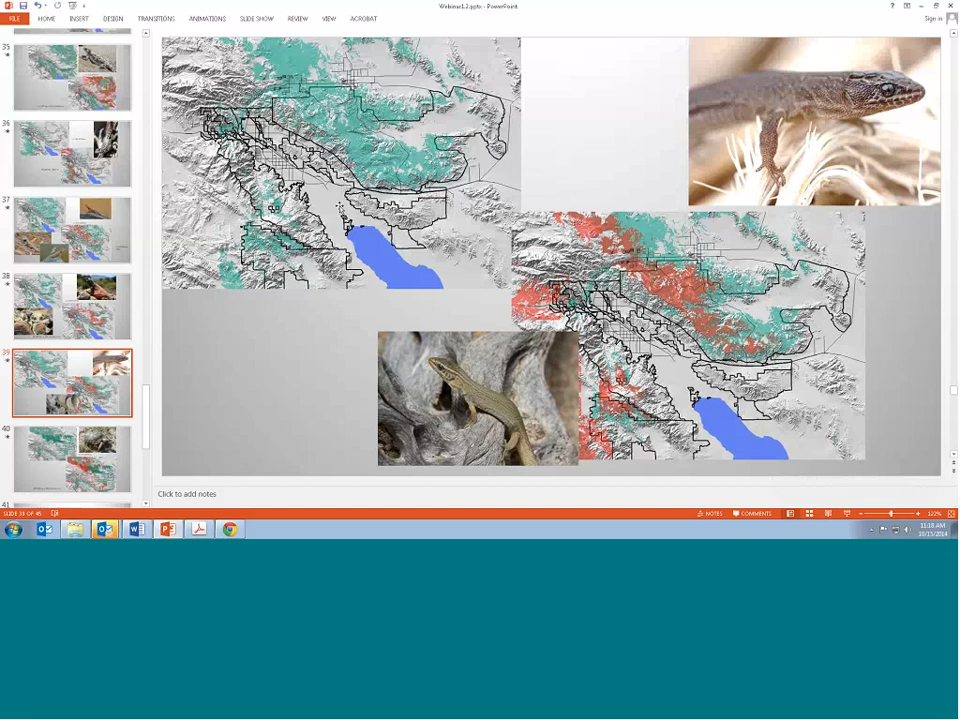 Webinar1.2.pptx - PowerPoint
FILE HOME INSERT DESIGN TRANSITIONS ANIMATIONS SLIDE SHOW REVIEW VIEW ACROBAT
Sign in
35
36
37
38
39
40
41
Click to add notes
SLIDE 39 OF 45
NOTES COMMENTS 122%
11:18 AM
10/15/2014